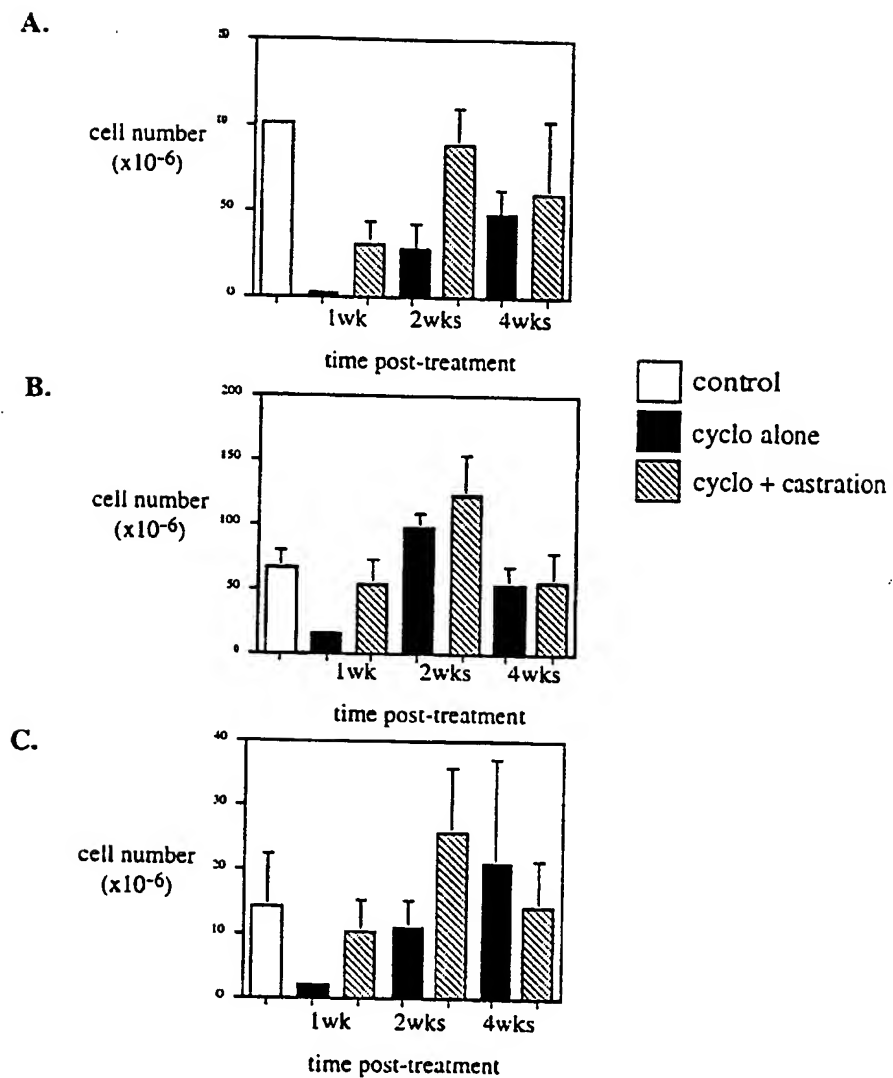 A.
50
cell number
(x10-6)
50
0
1wk 2wks 4wks
time post-treatment
B.
200
150
cell number
(x10-6)
100
50
0
1wk 2wks 4wks
time post-treatment
control
cyclo alone
cyclo + castration
C.
40
30
cell number
(x10-6)
20
10
0
1wk 2wks 4wks
time post-treatment